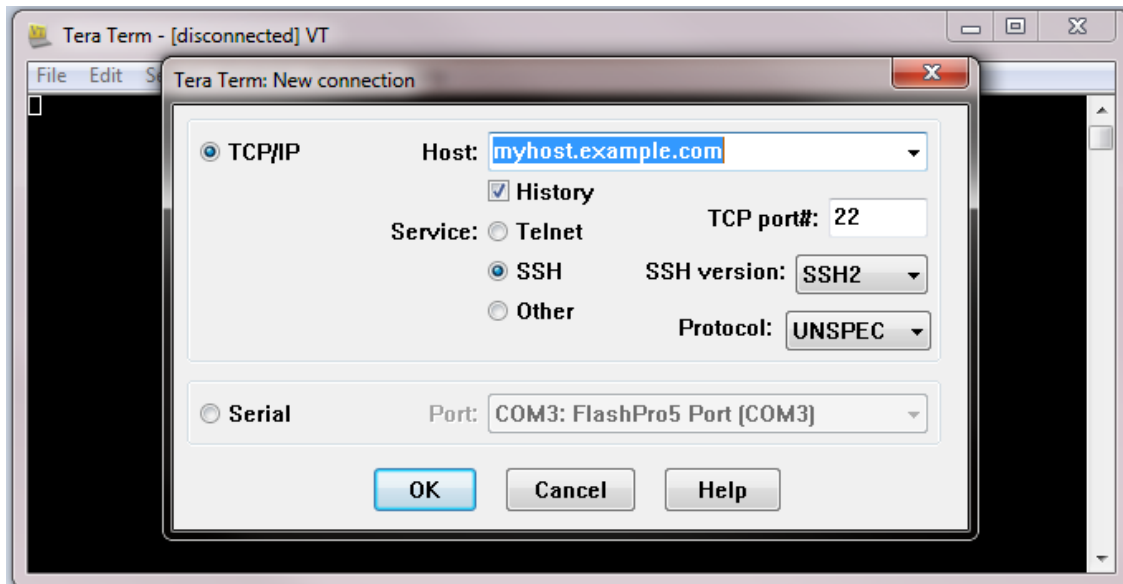 Tera Term - [disconnected] VT
File Edit Se
Tera Term: New connection
TCP/IP Host: myhost.example.com
History
TCP port#: 22
Service: Telnet
SSH SSH version: SSH2
Other
Protocol: UNSPEC
Serial Port: COM3: FlashPro5 Port (COM3)
OK Cancel Help